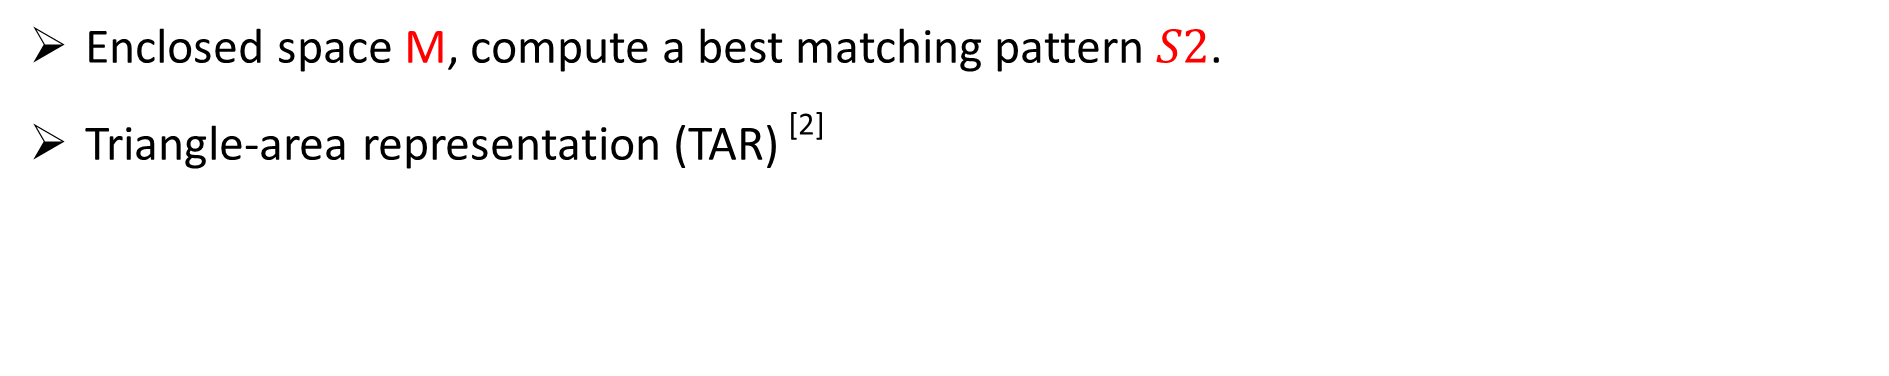 ➢ Enclosed space M, compute a best matching pattern S2.
➢ Triangle-area representation (TAR) [2]